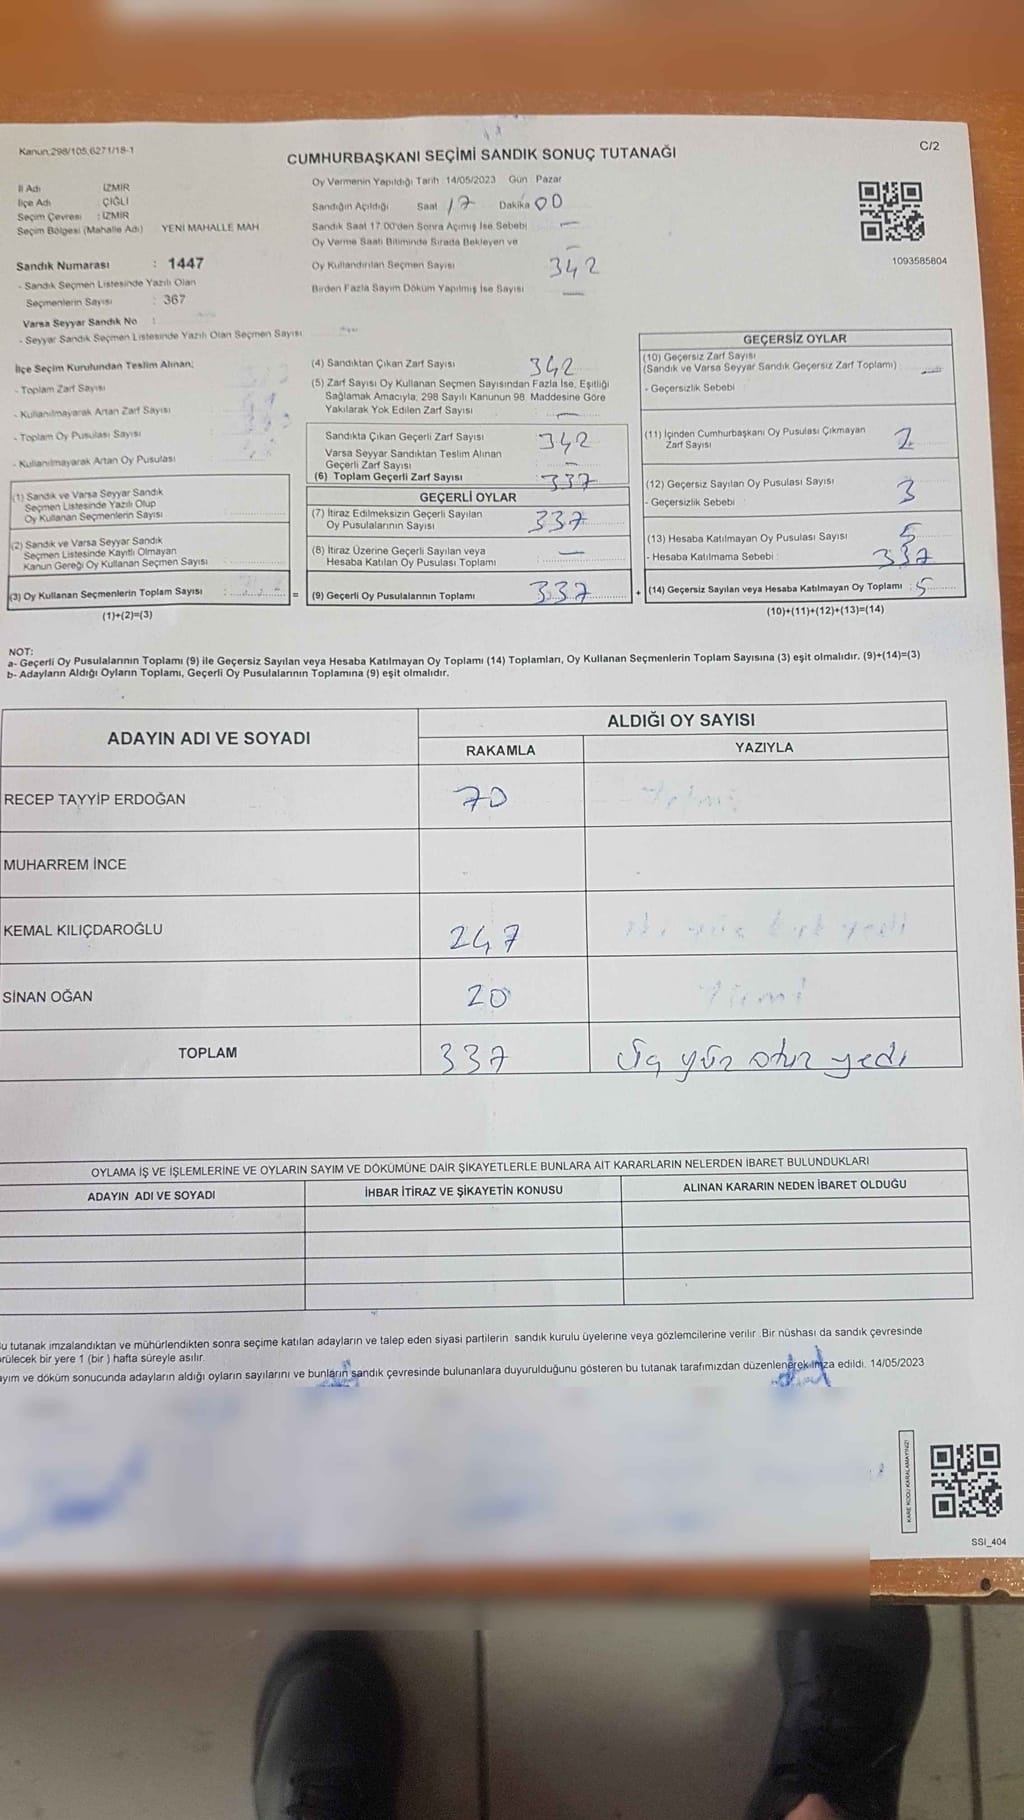 Kanun:298/105,6271/18-1
CUMHURBAŞKANI SEÇİMİ SANDIK SONUÇ TUTANAĞI
C/2
İl Adı İZMİR
İlçe Adı ÇİĞLİ
Seçim Çevresi : İZMİR
Seçim Bölgesi (Mahalle Adı) YENİ MAHALLE MAH
Sandık Numarası : 1447
- Sandık Seçmen Listesinde Yazılı Olan
Seçmenlerin Sayısı : 367
Varsa Seyyar Sandık No :
- Seyyar Sandık Seçmen Listesinde Yazılı Olan Seçmen Sayısı
Oy Vermenin Yapıldığı Tarih :14/05/2023 Gün : Pazar
Sandığın Açıldığı Saat 17 Dakika 00
Sandık Saat 17:00'den Sonra Açımış İse Sebebi —
Oy Verme Saati Bitiminde Sırada Bekleyen ve —
Oy Kullandırılan Seçmen Sayısı 342
Birden Fazla Sayım Döküm Yapılmış İse Sayısı —
1093585804
İlçe Seçim Kurulundan Teslim Alınan;
- Toplam Zarf Sayısı
- Kullanılmayarak Artan Zarf Sayısı
- Toplam Oy Pusulası Sayısı
- Kullanılmayarak Artan Oy Pusulası
(1) Sandık ve Varsa Seyyar Sandık
Seçmen Listesinde Yazılı Olup
Oy Kullanan Seçmenlerin Sayısı
(2) Sandık ve Varsa Seyyar Sandık
Seçmen Listesinde Kayıtlı Olmayan
Kanun Gereği Oy Kullanan Seçmen Sayısı
(3) Oy Kullanan Seçmenlerin Toplam Sayısı :
=
(1)+(2)=(3)
(4) Sandıktan Çıkan Zarf Sayısı 342
(5) Zarf Sayısı Oy Kullanan Seçmen Sayısından Fazla İse, Eşitliği
Sağlamak Amacıyla, 298 Sayılı Kanunun 98. Maddesine Göre
Yakılarak Yok Edilen Zarf Sayısı —
Sandıkta Çıkan Geçerli Zarf Sayısı 342
Varsa Seyyar Sandıktan Teslim Alınan
Geçerli Zarf Sayısı —
(6) Toplam Geçerli Zarf Sayısı 337
GEÇERLİ OYLAR
(7) İtiraz Edilmeksizin Geçerli Sayılan
Oy Pusulalarının Sayısı 337
(8) İtiraz Üzerine Geçerli Sayılan veya
Hesaba Katılan Oy Pusulası Toplamı —
(9) Geçerli Oy Pusulalarının Toplamı 337
+
GEÇERSİZ OYLAR
(10) Geçersiz Zarf Sayısı
(Sandık ve Varsa Seyyar Sandık Geçersiz Zarf Toplamı) : —
- Geçersizlik Sebebi
(11) İçinden Cumhurbaşkanı Oy Pusulası Çıkmayan
Zarf Sayısı 2
(12) Geçersiz Sayılan Oy Pusulası Sayısı 3
- Geçersizlik Sebebi
(13) Hesaba Katılmayan Oy Pusulası Sayısı 5
- Hesaba Katılmama Sebebi : 337
(14) Geçersiz Sayılan veya Hesaba Katılmayan Oy Toplamı : 5
(10)+(11)+(12)+(13)=(14)
NOT:
a- Geçerli Oy Pusulalarının Toplamı (9) ile Geçersiz Sayılan veya Hesaba Katılmayan Oy Toplamı (14) Toplamları, Oy Kullanan Seçmenlerin Toplam Sayısına (3) eşit olmalıdır. (9)+(14)=(3)
b- Adayların Aldığı Oyların Toplamı, Geçerli Oy Pusulalarının Toplamına (9) eşit olmalıdır.
ADAYIN ADI VE SOYADI
ALDIĞI OY SAYISI
RAKAMLA YAZIYLA
RECEP TAYYİP ERDOĞAN 70 Yetmiş
MUHARREM İNCE
KEMAL KILIÇDAROĞLU 247 iki yüz kırk yedi
SİNAN OĞAN 20 Yirmi
TOPLAM 337 Üç yüz otuz yedi
OYLAMA İŞ VE İŞLEMLERİNE VE OYLARIN SAYIM VE DÖKÜMÜNE DAİR ŞİKAYETLERLE BUNLARA AİT KARARLARIN NELERDEN İBARET BULUNDUKLARI
ADAYIN ADI VE SOYADI İHBAR İTİRAZ VE ŞİKAYETİN KONUSU ALINAN KARARIN NEDEN İBARET OLDUĞU
u tutanak imzalandıktan ve mühürlendikten sonra seçime katılan adayların ve talep eden siyasi partilerin sandık kurulu üyelerine veya gözlemcilerine verilir. Bir nüshası da sandık çevresinde
rülecek bir yere 1 (bir ) hafta süreyle asılır.
ayım ve döküm sonucunda adayların aldığı oyların sayılarını ve bunların sandık çevresinde bulunanlara duyurulduğunu gösteren bu tutanak tarafımızdan düzenlenerek imza edildi. 14/05/2023
KARE KODU KARALAMAYINIZ!
SSI_404